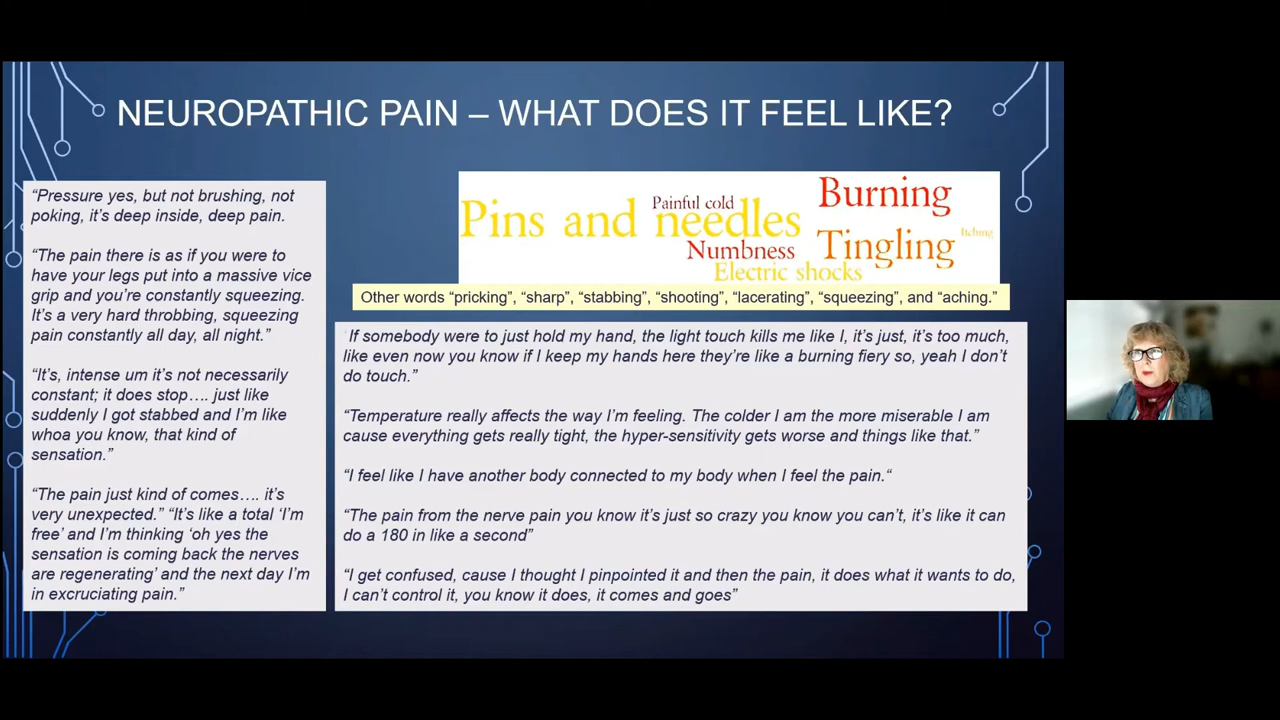 NEUROPATHIC PAIN – WHAT DOES IT FEEL LIKE?
“Pressure yes, but not brushing, not
poking, it’s deep inside, deep pain.
“The pain there is as if you were to
have your legs put into a massive vice
grip and you’re constantly squeezing.
It’s a very hard throbbing, squeezing
pain constantly all day, all night.”
“It’s, intense um it’s not necessarily
constant; it does stop…. just like
suddenly I got stabbed and I’m like
whoa you know, that kind of
sensation.”
“The pain just kind of comes…. it’s
very unexpected.” “It’s like a total ‘I’m
free’ and I’m thinking ‘oh yes the
sensation is coming back the nerves
are regenerating’ and the next day I’m
in excruciating pain.”
Pins and needles
Painful cold
Burning
Numbness
Tingling
Itching
Electric shocks
Other words “pricking”, “sharp”, “stabbing”, “shooting”, “lacerating”, “squeezing”, and “aching.”
‘If somebody were to just hold my hand, the light touch kills me like I, it’s just, it’s too much,
like even now you know if I keep my hands here they’re like a burning fiery so, yeah I don’t
do touch.”
“Temperature really affects the way I’m feeling. The colder I am the more miserable I am
cause everything gets really tight, the hyper-sensitivity gets worse and things like that.”
“I feel like I have another body connected to my body when I feel the pain.“
“The pain from the nerve pain you know it’s just so crazy you know you can’t, it’s like it can
do a 180 in like a second”
“I get confused, cause I thought I pinpointed it and then the pain, it does what it wants to do,
I can’t control it, you know it does, it comes and goes”